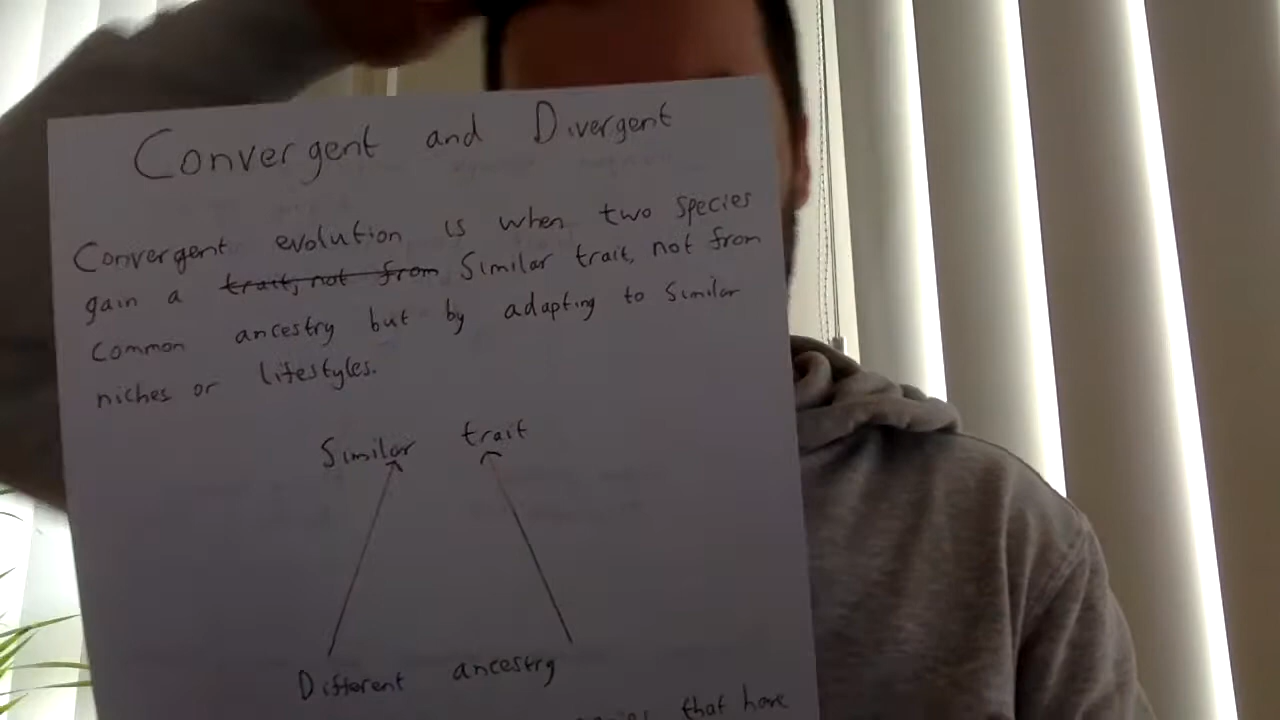 Convergent and Divergent
Convergent evolution is when two species
gain a trait, not from similar trait, not from
common ancestry but by adapting to similar
niches or lifestyles.
Similar trait
Different ancestry
that have